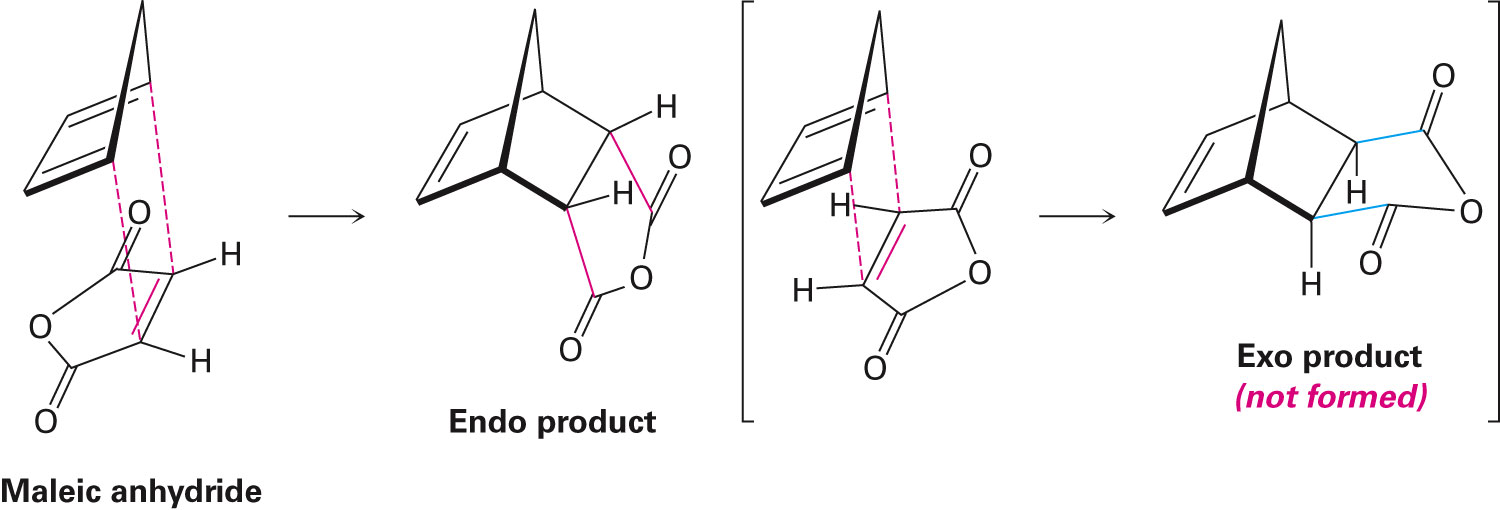 O
H
O
H
O
Maleic anhydride
H
O
H
O
O
Endo product
H
O
O
H
O
O
H
O
O
H
Exo product
(not formed)